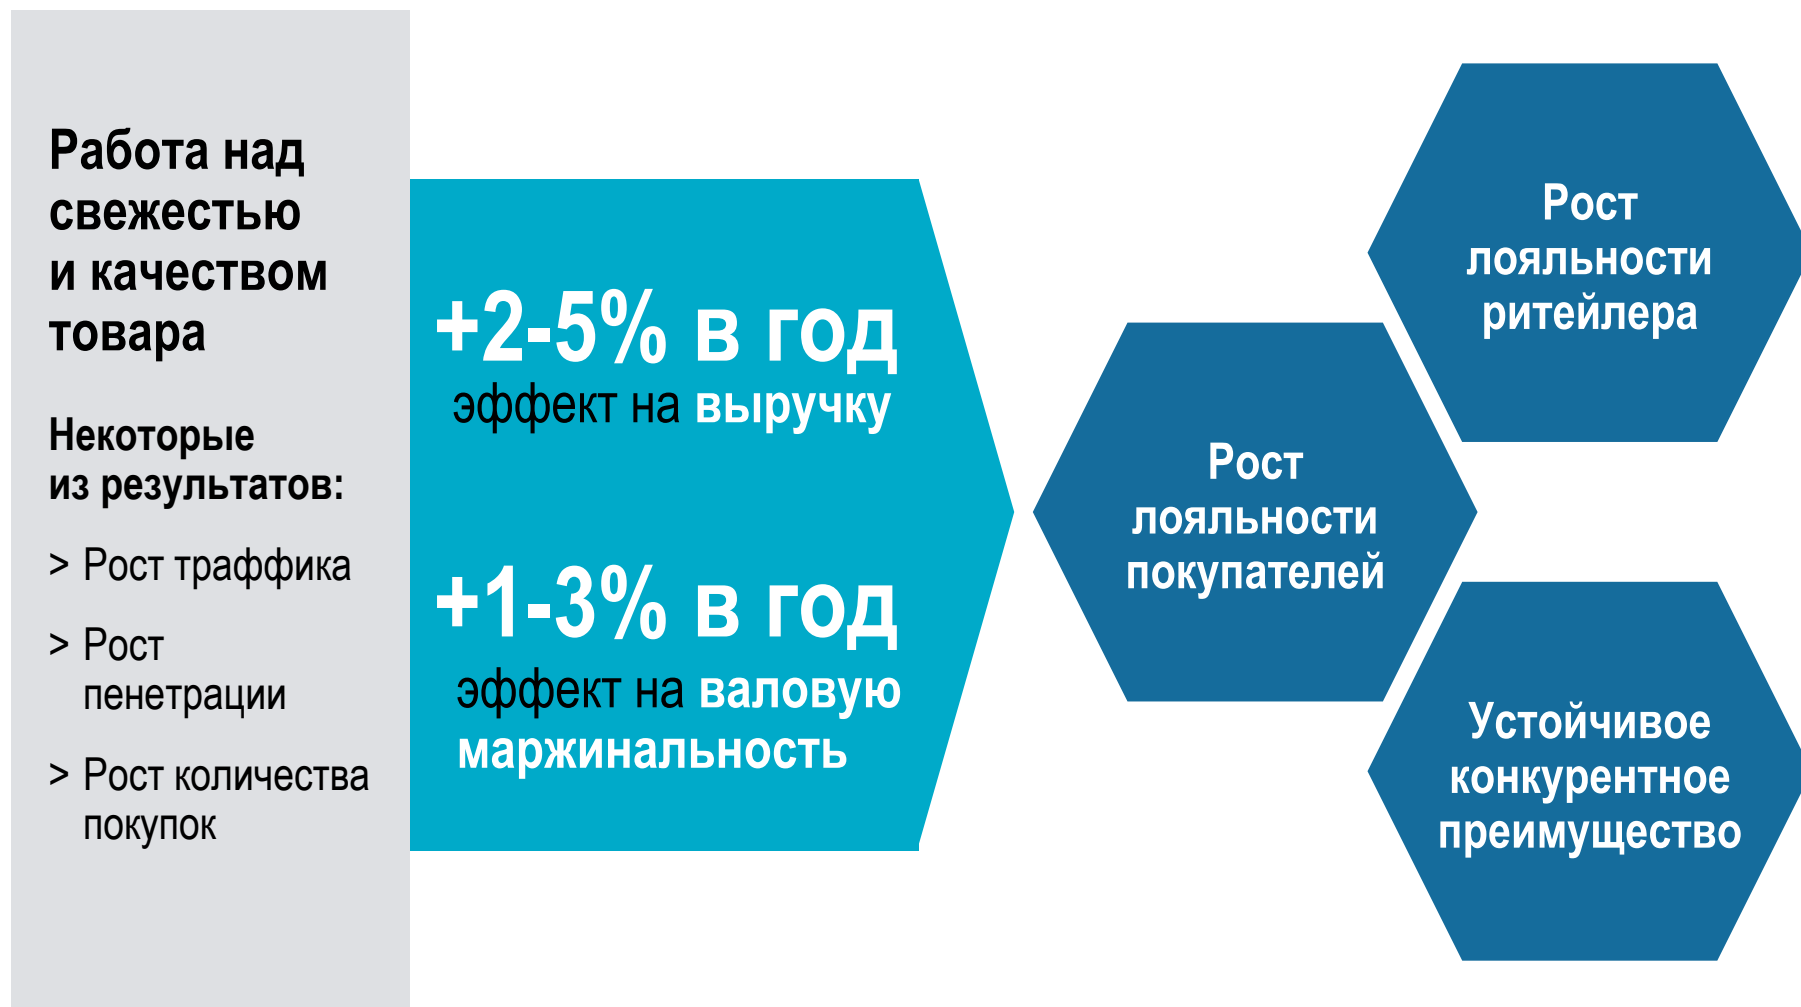 Работа над
свежестью
и качеством
товара
Некоторые
из результатов:
> Рост траффика
> Рост
пенетрации
> Рост количества
покупок
+2-5% в год
эффект на выручку
+1-3% в год
эффект на валовую
маржинальность
Рост
лояльности
покупателей
Рост
лояльности
ритейлера
Устойчивое
конкурентное
преимущество